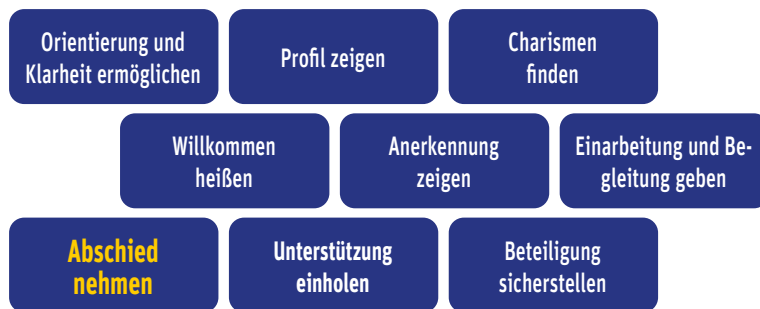 Orientierung und
Klarheit ermöglichen
Profil zeigen
Charismen
finden
Willkommen
heißen
Anerkennung
zeigen
Einarbeitung und Be-
gleitung geben
Abschied
nehmen
Unterstützung
einholen
Beteiligung
sicherstellen